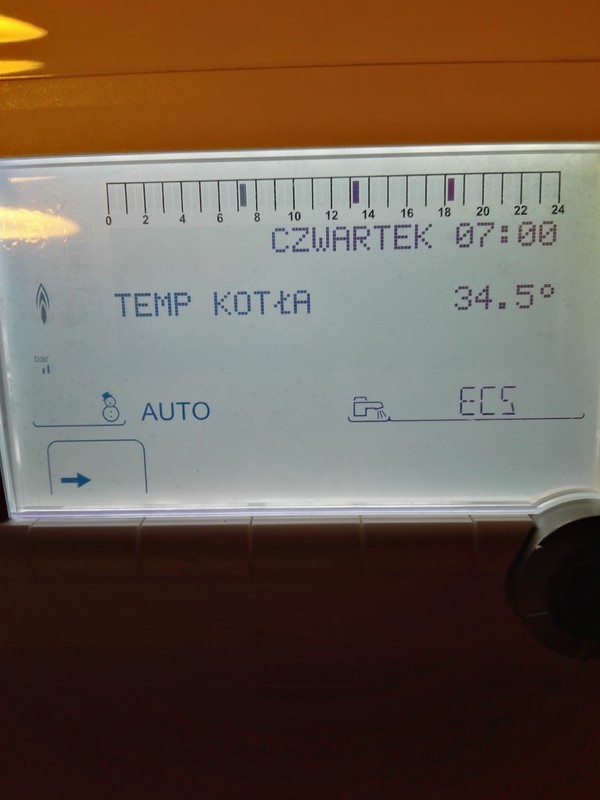 0 2 4 6 8 10 12 14 16 18 20 22 24
CZWARTEK 07:00
TEMP KOTŁA 34.5°
bar
AUTO ECS